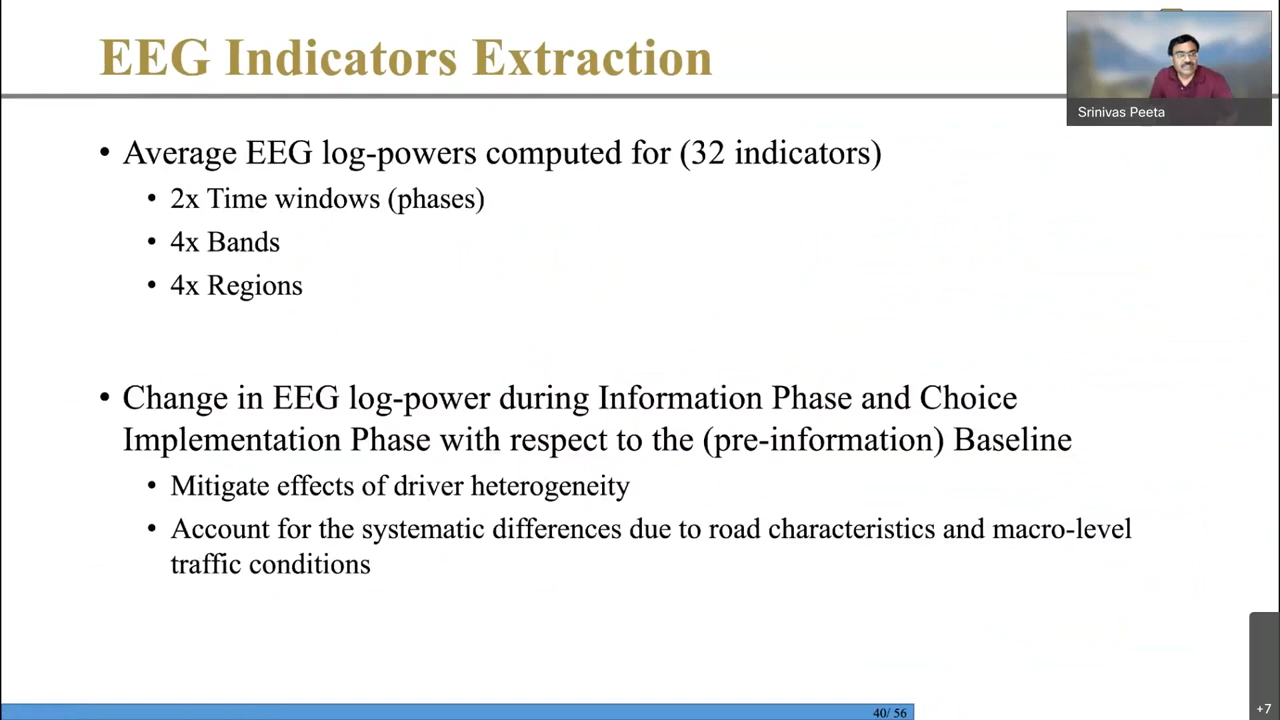 EEG Indicators Extraction
Srinivas Peeta
• Average EEG log-powers computed for (32 indicators)
• 2x Time windows (phases)
• 4x Bands
• 4x Regions
• Change in EEG log-power during Information Phase and Choice
Implementation Phase with respect to the (pre-information) Baseline
• Mitigate effects of driver heterogeneity
• Account for the systematic differences due to road characteristics and macro-level
traffic conditions
40/ 56
+7